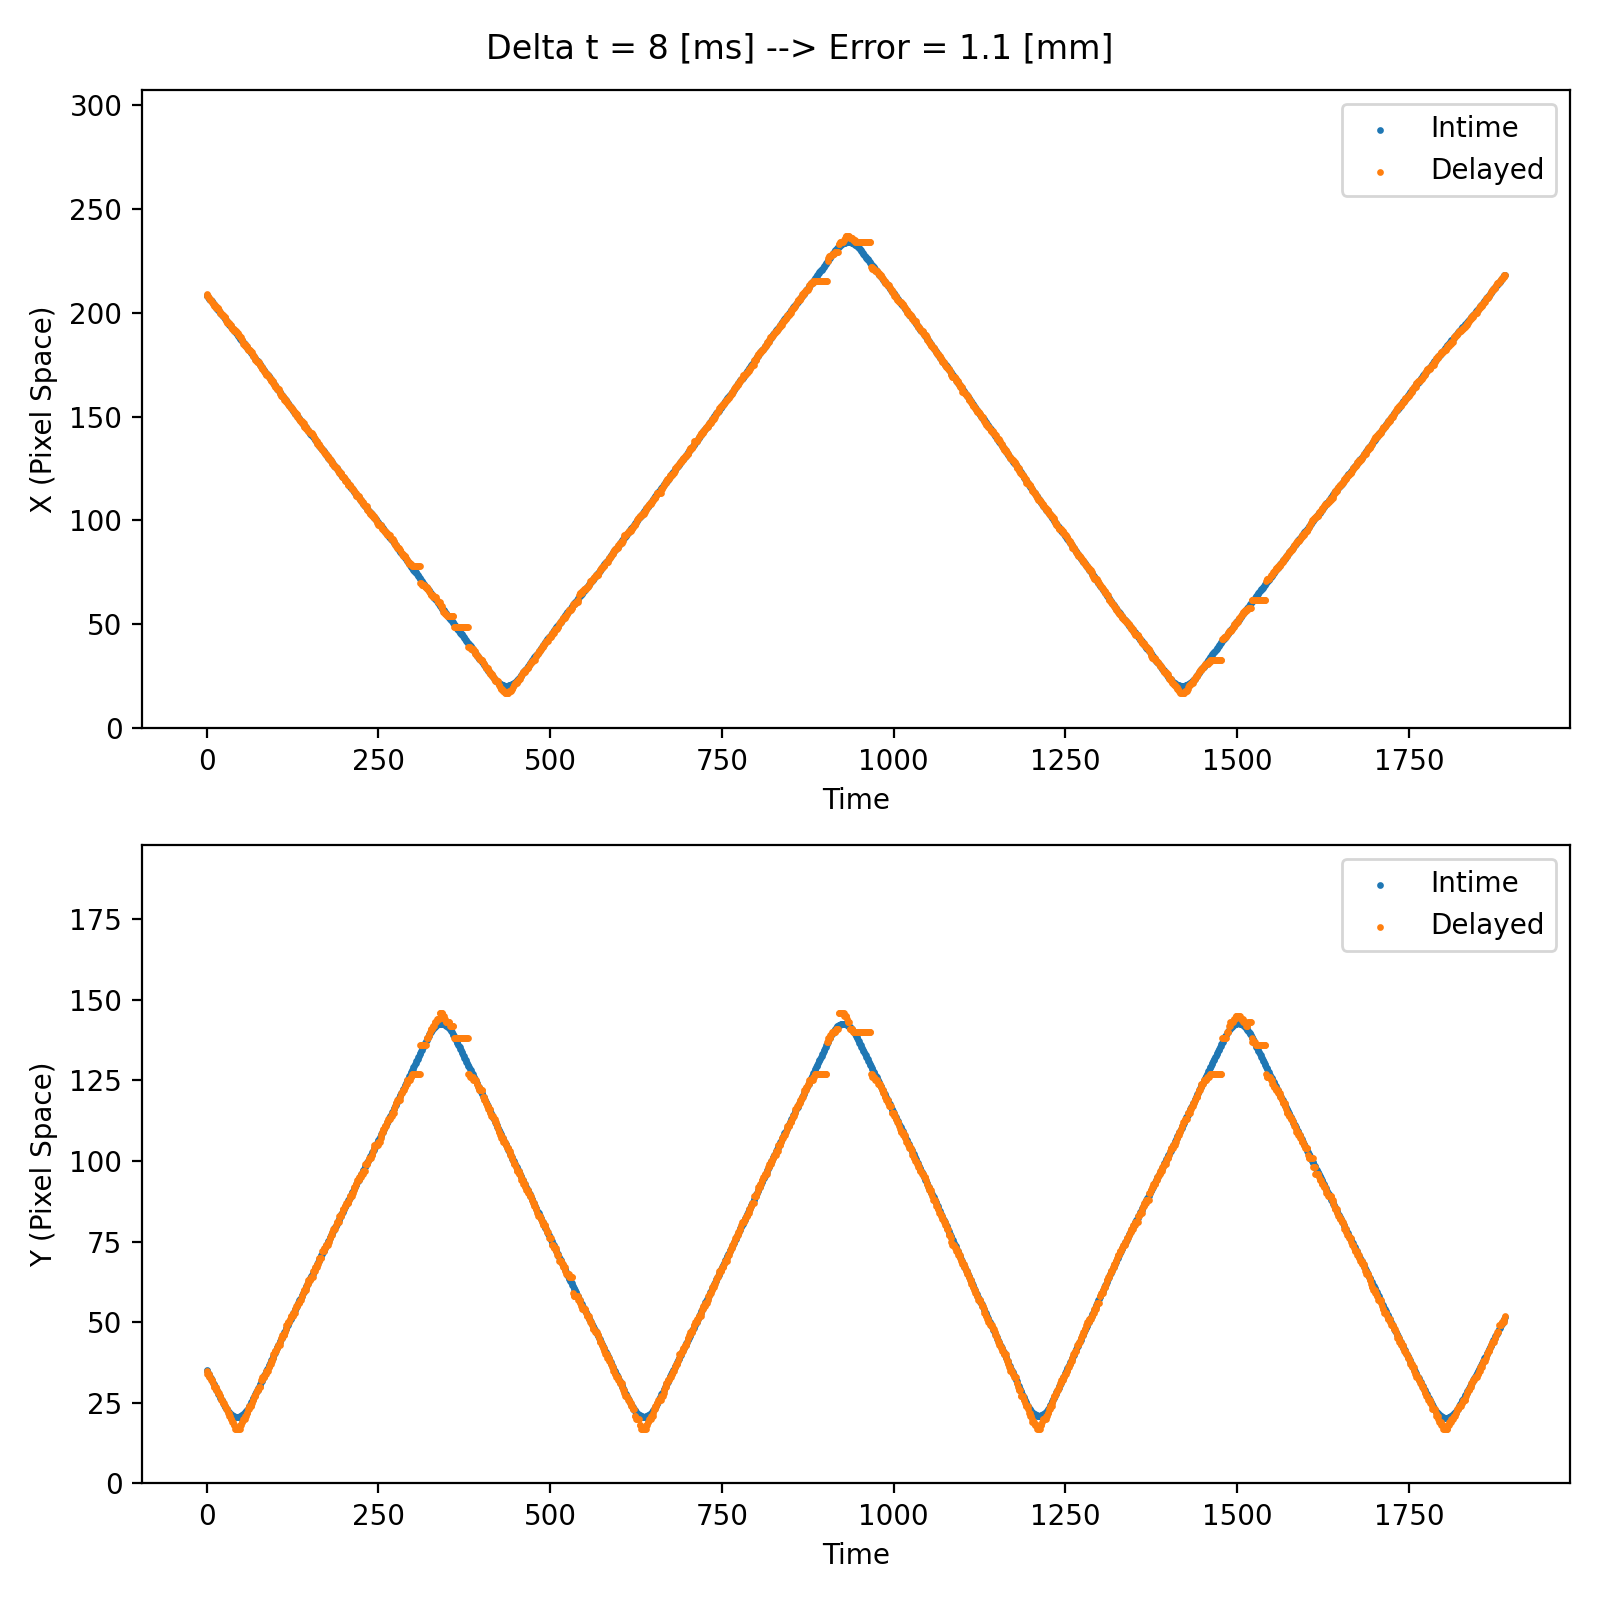 Delta t = 8 [ms] --> Error = 1.1 [mm]
300
250
200
150
100
50
0
X (Pixel Space)
Intime
Delayed
0 250 500 750 1000 1250 1500 1750
Time
175
150
125
100
75
50
25
0
Y (Pixel Space)
Intime
Delayed
0 250 500 750 1000 1250 1500 1750
Time